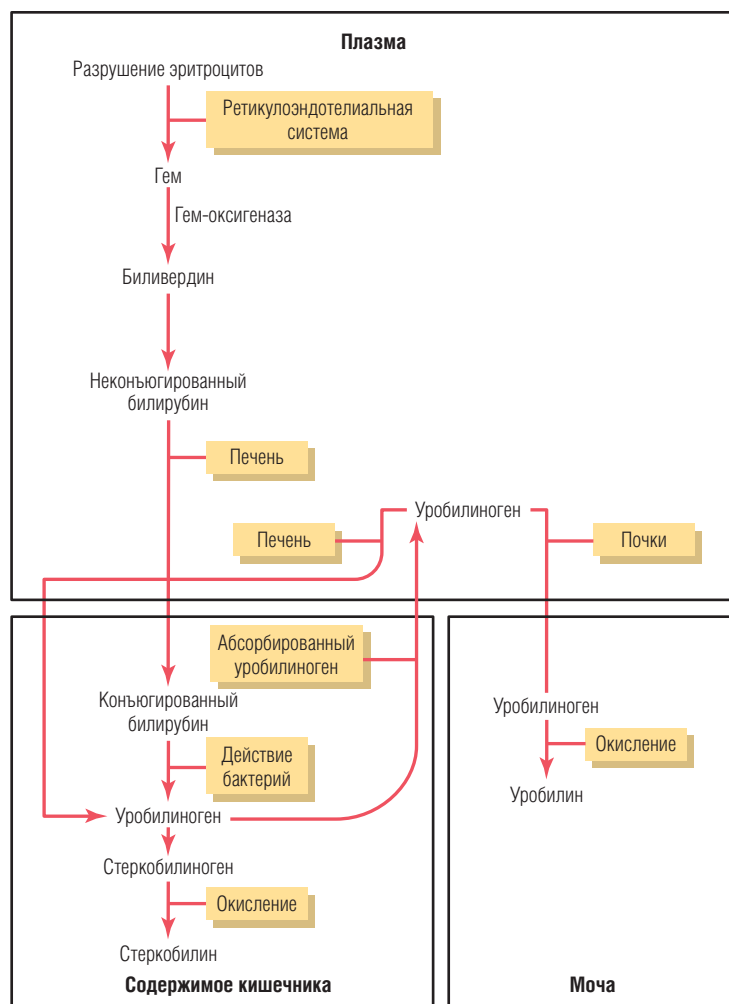 Плазма
Разрушение эритроцитов
Ретикулоэндотелиальная
система
Гем
Гем-оксигеназа
Биливердин
Неконъюгированный
билирубин
Печень
Уробилиноген
Печень
Почки
Абсорбированный
уробилиноген
Конъюгированный
билирубин
Уробилиноген
Окисление
Действие
бактерий
Уробилин
Уробилиноген
Стеркобилиноген
Окисление
Стеркобилин
Содержимое кишечника
Моча